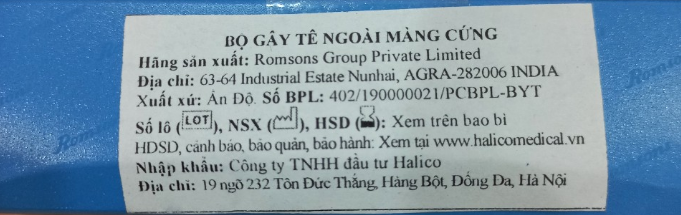 BỘ GÂY TÊ NGOÀI MÀNG CỨNG
Hãng sản xuất: Romsons Group Private Limited
Địa chỉ: 63-64 Industrial Estate Nunhai, AGRA-282006 INDIA
Xuất xứ: Ấn Độ. Số BPL: 402/190000021/PCBPL-BYT
Số lô (LOT), NSX (), HSD (): Xem trên bao bì
HDSD, cảnh báo, bảo quản, bảo hành: Xem tại www.halicomedical.vn
Nhập khẩu: Công ty TNHH đầu tư Halico
Địa chỉ: 19 ngõ 232 Tôn Đức Thắng, Hàng Bột, Đống Đa, Hà Nội